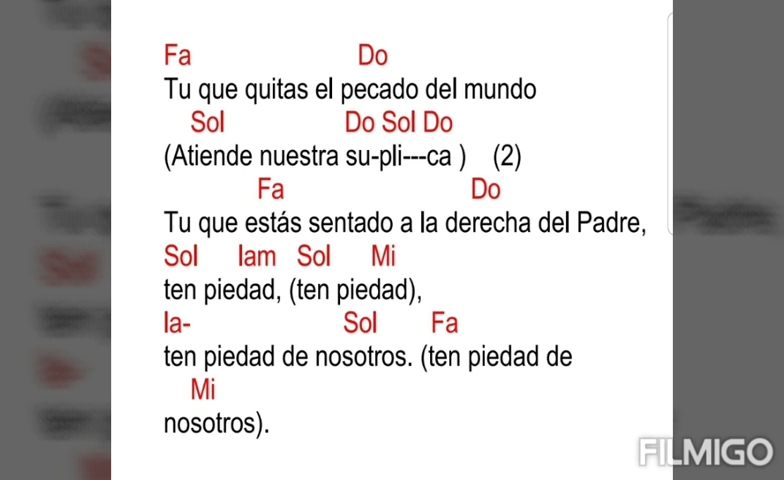 Fa Do
Tu que quitas el pecado del mundo
Sol Do Sol Do
(Atiende nuestra su-pli---ca ) (2)
Fa Do
Tu que estás sentado a la derecha del Padre,
Sol lam Sol Mi
ten piedad, (ten piedad),
la- Sol Fa
ten piedad de nosotros. (ten piedad de
Mi
nosotros).
FILMIGO